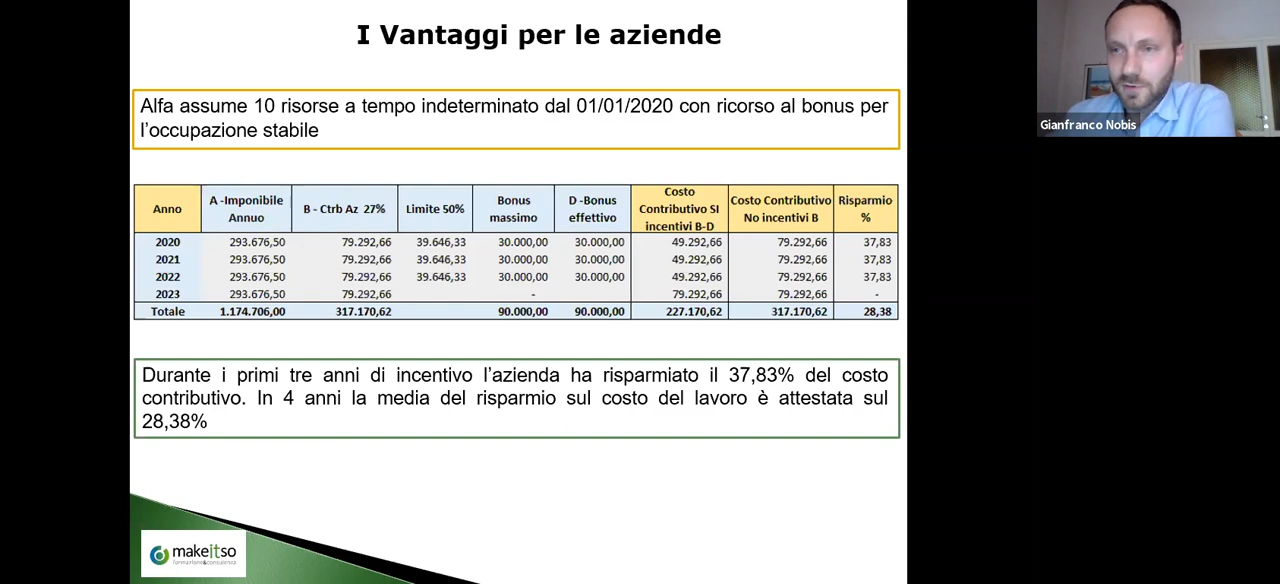 I Vantaggi per le aziende
Gianfranco Nobis
Alfa assume 10 risorse a tempo indeterminato dal 01/01/2020 con ricorso al bonus per
l'occupazione stabile
Anno A -Imponibile Annuo B - Ctrb Az 27% Limite 50% Bonus massimo D -Bonus effettivo Costo Contributivo SI incentivi B-D Costo Contributivo No incentivi B Risparmio %
2020 293.676,50 79.292,66 39.646,33 30.000,00 30.000,00 49.292,66 79.292,66 37,83
2021 293.676,50 79.292,66 39.646,33 30.000,00 30.000,00 49.292,66 79.292,66 37,83
2022 293.676,50 79.292,66 39.646,33 30.000,00 30.000,00 49.292,66 79.292,66 37,83
2023 293.676,50 79.292,66 - 79.292,66 79.292,66 -
Totale 1.174.706,00 317.170,62 90.000,00 90.000,00 227.170,62 317.170,62 28,38
Durante i primi tre anni di incentivo l'azienda ha risparmiato il 37,83% del costo
contributivo. In 4 anni la media del risparmio sul costo del lavoro è attestata sul
28,38%
makeitso
formazione&consulenza